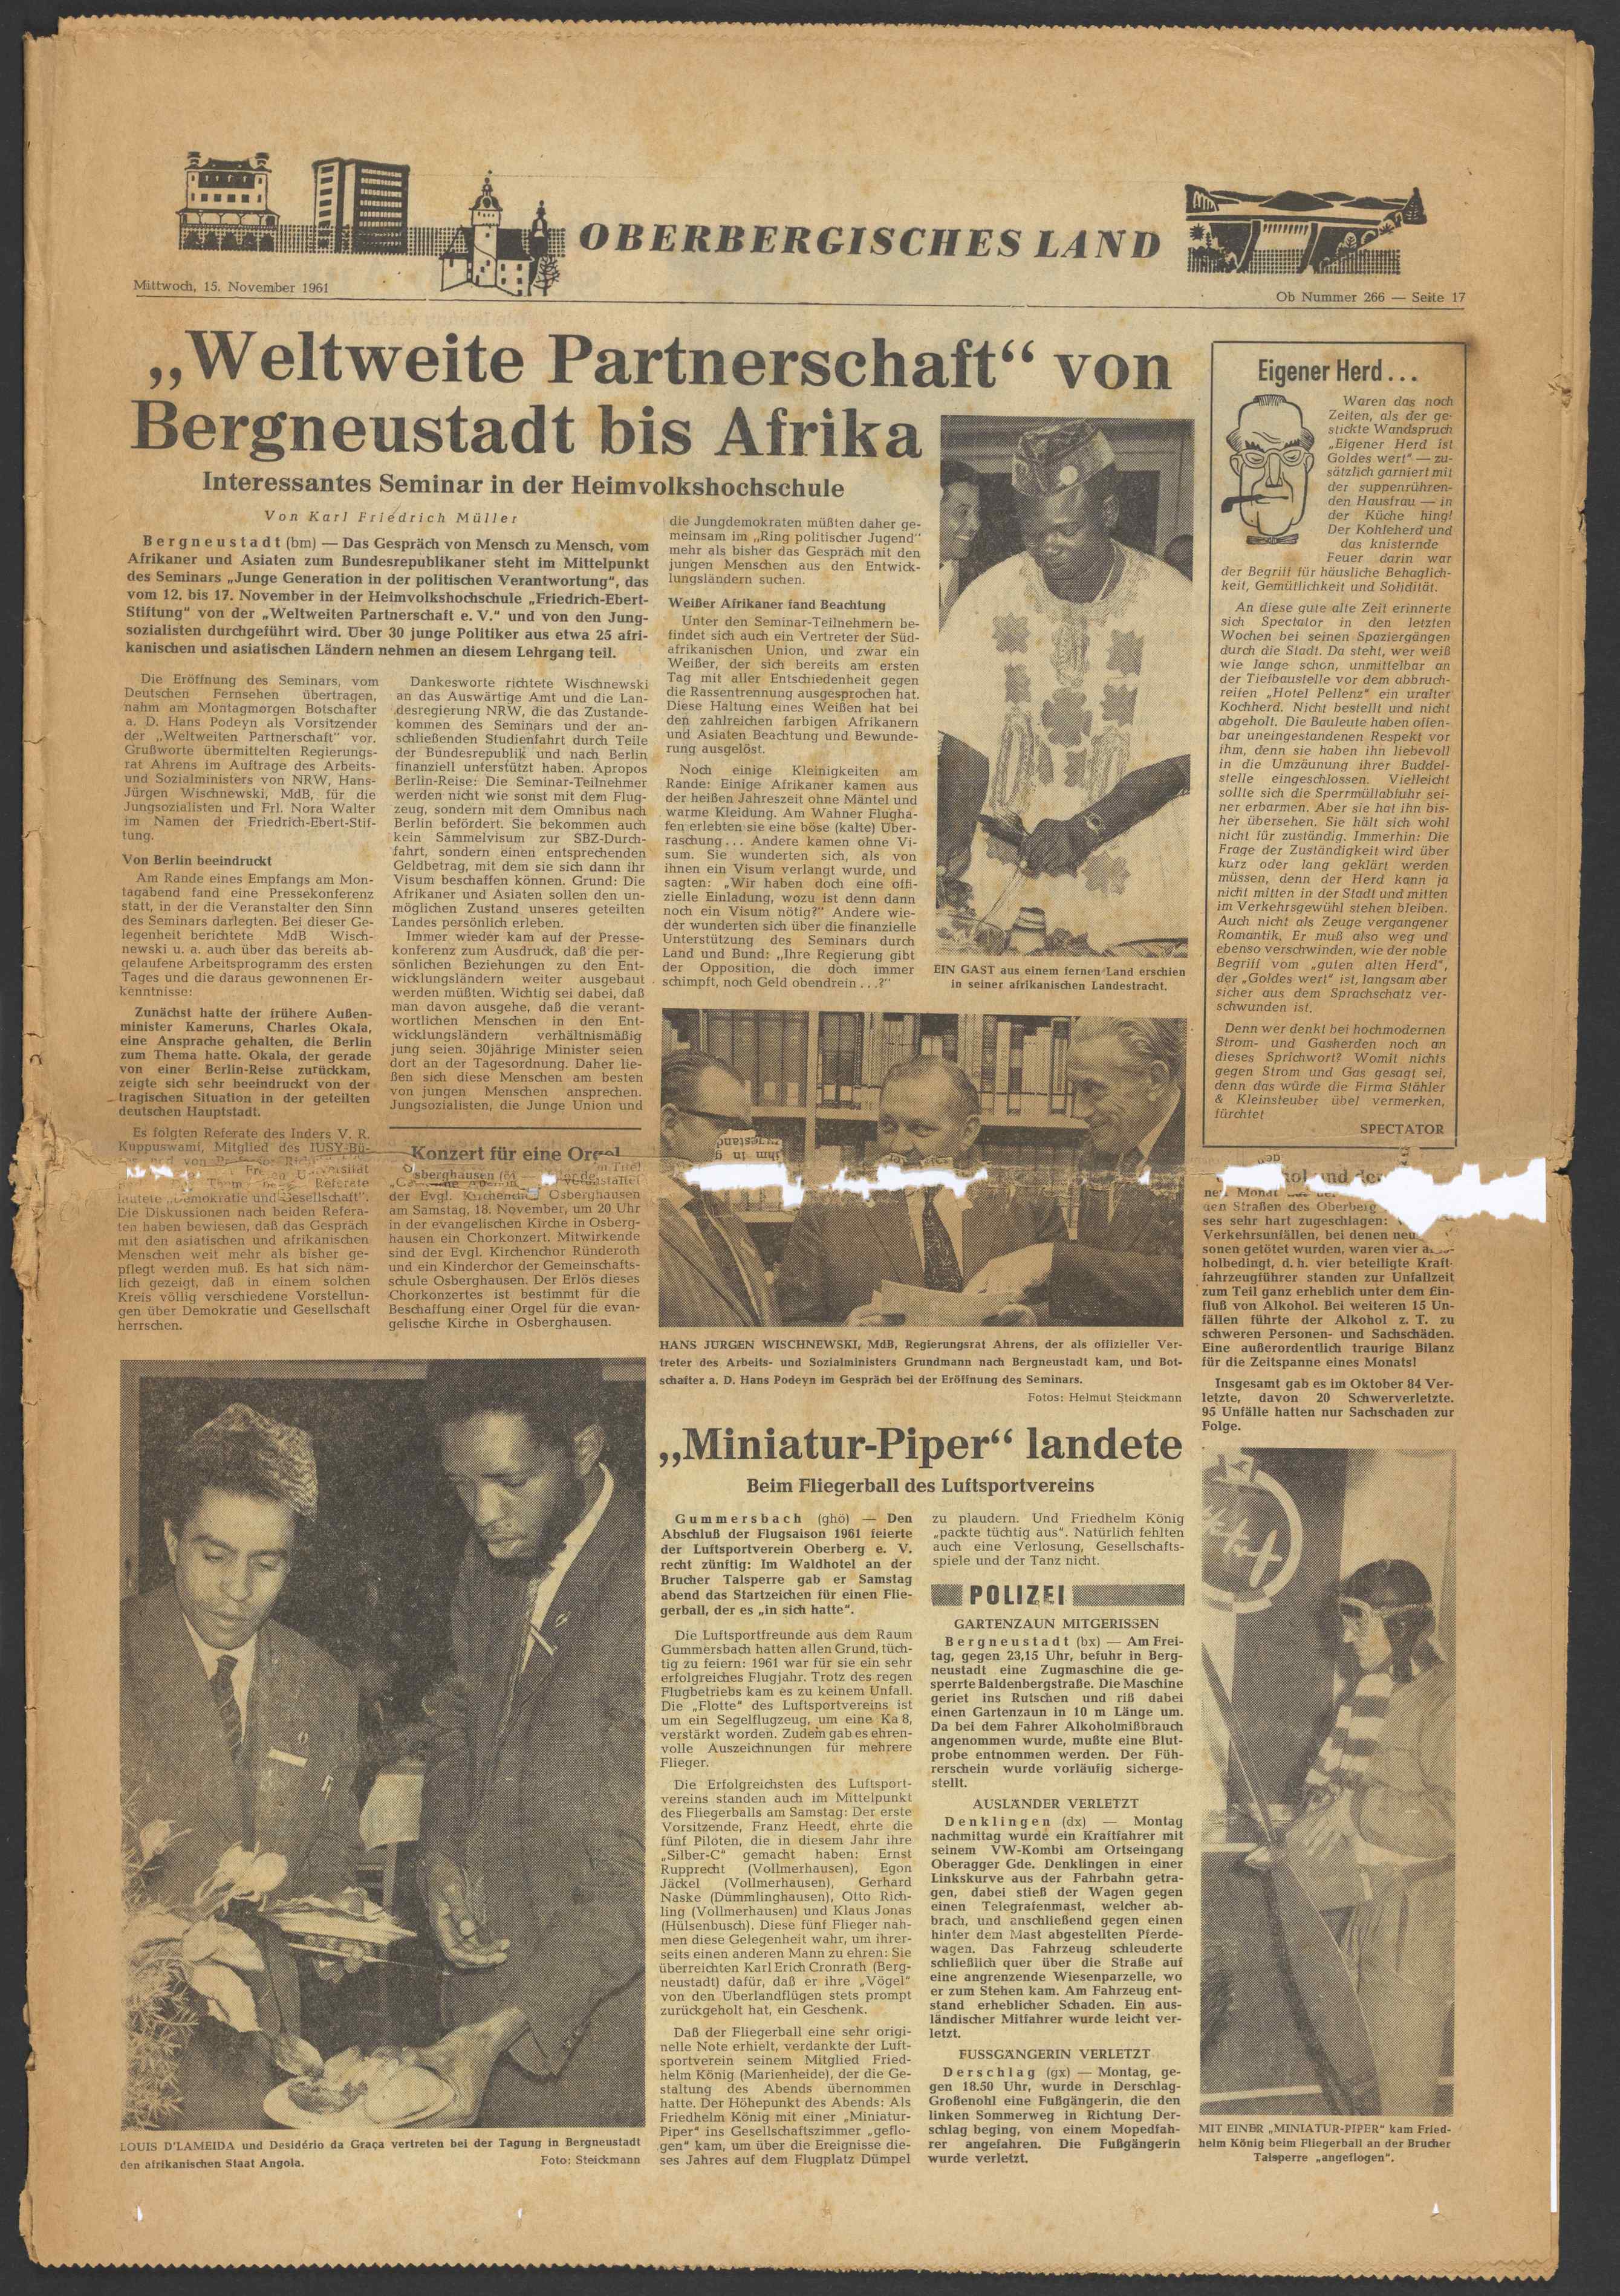 OBERBERGISCHES LAND
Mittwoch, 15. November 1961
Ob Nummer 266 — Seite 17
„Weltweite Partnerschaft“ von
Bergneustadt bis Afrika
Interessantes Seminar in der Heimvolkshochschule
Von Karl Friedrich Müller
Bergneustadt (bm) — Das Gespräch von Mensch zu Mensch, vom
Afrikaner und Asiaten zum Bundesrepublikaner steht im Mittelpunkt
des Seminars „Junge Generation in der politischen Verantwortung“, das
vom 12. bis 17. November in der Heimvolkshochschule „Friedrich-Ebert-
Stiftung“ von der „Weltweiten Partnerschaft e. V.“ und von den Jung-
sozialisten durchgeführt wird. Über 30 junge Politiker aus etwa 25 afri-
kanischen und asiatischen Ländern nehmen an diesem Lehrgang teil.
Die Eröffnung des Seminars, vom
Deutschen Fernsehen übertragen,
nahm am Montagmorgen Botschafter
a. D. Hans Podeyn als Vorsitzender
der „Weltweiten Partnerschaft“ vor.
Grußworte übermittelten Regierungs-
rat Ahrens im Auftrage des Arbeits-
und Sozialministers von NRW, Hans-
Jürgen Wischnewski, MdB, für die
Jungsozialisten und Frl. Nora Walter
im Namen der Friedrich-Ebert-Stif-
tung.
Von Berlin beeindruckt
Am Rande eines Empfangs am Mon-
tagabend fand eine Pressekonferenz
statt, in der die Veranstalter den Sinn
des Seminars darlegten. Bei dieser Ge-
legenheit berichtete MdB Wisch-
newski u. a. auch über das bereits ab-
gelaufene Arbeitsprogramm des ersten
Tages und die daraus gewonnenen Er-
kenntnisse:
Zunächst hatte der frühere Außen-
minister Kameruns, Charles Okala,
eine Ansprache gehalten, die Berlin
zum Thema hatte. Okala, der gerade
von einer Berlin-Reise zurückkam,
zeigte sich sehr beeindruckt von der
tragischen Situation in der geteilten
deutschen Hauptstadt.
Es folgten Referate des Inders V. R.
Kuppuswami, Mitglied des IUSY-Bü-
und von
Referate
lautete „Demokratie und Gesellschaft“.
Die Diskussionen nach beiden Refera-
ten haben bewiesen, daß das Gespräch
mit den asiatischen und afrikanischen
Menschen weit mehr als bisher ge-
pflegt werden muß. Es hat sich näm-
lich gezeigt, daß in einem solchen
Kreis völlig verschiedene Vorstellun-
gen über Demokratie und Gesellschaft
herrschen.
Dankesworte richtete Wischnewski
an das Auswärtige Amt und die Lan-
desregierung NRW, die das Zustande-
kommen des Seminars und der an-
schließenden Studienfahrt durch Teile
der Bundesrepublik und nach Berlin
finanziell unterstützt haben. Apropos
Berlin-Reise: Die Seminar-Teilnehmer
werden nicht wie sonst mit dem Flug-
zeug, sondern mit dem Omnibus nach
Berlin befördert. Sie bekommen auch
kein Sammelvisum zur SBZ-Durch-
fahrt, sondern einen entsprechenden
Geldbetrag, mit dem sie sich dann ihr
Visum beschaffen können. Grund: Die
Afrikaner und Asiaten sollen den un-
möglichen Zustand unseres geteilten
Landes persönlich erleben.
Immer wieder kam auf der Presse-
konferenz zum Ausdruck, daß die per-
sönlichen Beziehungen zu den Ent-
wicklungsländern weiter ausgebaut
werden müßten. Wichtig sei dabei, daß
man davon ausgehe, daß die verant-
wortlichen Menschen in den Ent-
wicklungsländern verhältnismäßig
jung seien. 30jährige Minister seien
dort an der Tagesordnung. Daher lie-
ßen sich diese Menschen am besten
von jungen Menschen ansprechen.
Jungsozialisten, die Junge Union und
die Jungdemokraten müßten daher ge-
meinsam im „Ring politischer Jugend“
mehr als bisher das Gespräch mit den
jungen Menschen aus den Entwick-
lungsländern suchen.
Weißer Afrikaner fand Beachtung
Unter den Seminar-Teilnehmern be-
findet sich auch ein Vertreter der Süd-
afrikanischen Union, und zwar ein
Weißer, der sich bereits am ersten
Tag mit aller Entschiedenheit gegen
die Rassentrennung ausgesprochen hat.
Diese Haltung eines Weißen hat bei
den zahlreichen farbigen Afrikanern
und Asiaten Beachtung und Bewunde-
rung ausgelöst.
Noch einige Kleinigkeiten am
Rande: Einige Afrikaner kamen aus
der heißen Jahreszeit ohne Mäntel und
warme Kleidung. Am Wahner Flugha-
fen erlebten sie eine böse (kalte) Über-
raschung . . . Andere kamen ohne Vi-
sum. Sie wunderten sich, als von
ihnen ein Visum verlangt wurde, und
sagten: „Wir haben doch eine offi-
zielle Einladung, wozu ist denn dann
noch ein Visum nötig?“ Andere wie-
der wunderten sich über die finanzielle
Unterstützung des Seminars durch
Land und Bund: „Ihre Regierung gibt
der Opposition, die doch immer
schimpft, noch Geld obendrein . . .?“
EIN GAST aus einem fernen Land erschien
in seiner afrikanischen Landestracht.
Eigener Herd . . .
Waren das noch
Zeiten, als der ge-
stickte Wandspruch
„Eigener Herd ist
Goldes wert“ — zu-
sätzlich garniert mit
der suppenrühren-
den Hausfrau — in
der Küche hing!
Der Kohleherd und
das knisternde
Feuer darin war
der Begriff für häusliche Behaglich-
keit, Gemütlichkeit und Solidität.
An diese gute alte Zeit erinnerte
sich Spectator in den letzten
Wochen bei seinen Spaziergängen
durch die Stadt. Da steht, wer weiß
wie lange schon, unmittelbar an
der Tiefbaustelle vor dem abbruch-
reifen „Hotel Pellenz“ ein uralter
Kochherd. Nicht bestellt und nicht
abgeholt. Die Bauleute haben offen-
bar uneingestandenen Respekt vor
ihm, denn sie haben ihn liebevoll
in die Umzäunung ihrer Buddel-
stelle eingeschlossen. Vielleicht
sollte sich die Sperrmüllabfuhr sei-
ner erbarmen. Aber sie hat ihn bis-
her übersehen. Sie hält sich wohl
nicht für zuständig. Immerhin: Die
Frage der Zuständigkeit wird über
kurz oder lang geklärt werden
müssen, denn der Herd kann ja
nicht mitten in der Stadt und mitten
im Verkehrsgewühl stehen bleiben.
Auch nicht als Zeuge vergangener
Romantik. Er muß also weg und
ebenso verschwinden, wie der noble
Begriff vom „guten alten Herd“,
der „Goldes wert“ ist, langsam aber
sicher aus dem Sprachschatz ver-
schwunden ist.
Denn wer denkt bei hochmodernen
Strom- und Gasherden noch an
dieses Sprichwort? Womit nichts
gegen Strom und Gas gesagt sei,
denn das würde die Firma Stähler
& Kleinsteuber übel vermerken,
fürchtet
SPECTATOR
Konzert für eine Orgel
Osberghausen
der Evgl. Kirchenchor Osberghausen
am Samstag, 18. November, um 20 Uhr
in der evangelischen Kirche in Osberg-
hausen ein Chorkonzert. Mitwirkende
sind der Evgl. Kirchenchor Ründeroth
und ein Kinderchor der Gemeinschafts-
schule Osberghausen. Der Erlös dieses
Chorkonzertes ist bestimmt für die
Beschaffung einer Orgel für die evan-
gelische Kirche in Osberghausen.
HANS JÜRGEN WISCHNEWSKI, MdB, Regierungsrat Ahrens, der als offizieller Ver-
treter des Arbeits- und Sozialministers Grundmann nach Bergneustadt kam, und Bot-
schafter a. D. Hans Podeyn im Gespräch bei der Eröffnung des Seminars.
Fotos: Helmut Steickmann
und
Monat
den Straßen des Oberberg
ses sehr hart zugeschlagen:
Verkehrsunfällen, bei denen
sonen getötet wurden, waren vier
holbedingt, d. h. vier beteiligte Kraft-
fahrzeugführer standen zur Unfallzeit
zum Teil ganz erheblich unter dem Ein-
fluß von Alkohol. Bei weiteren 15 Un-
fällen führte der Alkohol z. T. zu
schweren Personen- und Sachschäden.
Eine außerordentlich traurige Bilanz
für die Zeitspanne eines Monats!
Insgesamt gab es im Oktober 84 Ver-
letzte, davon 20 Schwerverletzte.
95 Unfälle hatten nur Sachschaden zur
Folge.
LOUIS D'LAMEIDA und Desidério da Graça vertreten bei der Tagung in Bergneustadt
den afrikanischen Staat Angola.
Foto: Steickmann
„Miniatur-Piper“ landete
Beim Fliegerball des Luftsportvereins
Gummersbach (ghö) — Den
Abschluß der Flugsaison 1961 feierte
der Luftsportverein Oberberg e. V.
recht zünftig: Im Waldhotel an der
Brucher Talsperre gab er Samstag
abend das Startzeichen für einen Flie-
gerball, der es „in sich hatte“.
Die Luftsportfreunde aus dem Raum
Gummersbach hatten allen Grund, tüch-
tig zu feiern: 1961 war für sie ein sehr
erfolgreiches Flugjahr. Trotz des regen
Flugbetriebs kam es zu keinem Unfall.
Die „Flotte“ des Luftsportvereins ist
um ein Segelflugzeug, um eine Ka 8,
verstärkt worden. Zudem gab es ehren-
volle Auszeichnungen für mehrere
Flieger.
Die Erfolgreichsten des Luftsport-
vereins standen auch im Mittelpunkt
des Fliegerballs am Samstag: Der erste
Vorsitzende, Franz Heedt, ehrte die
fünf Piloten, die in diesem Jahr ihre
„Silber-C“ gemacht haben: Ernst
Rupprecht (Vollmerhausen), Egon
Jäckel (Vollmerhausen), Gerhard
Naske (Dümmlinghausen), Otto Rich-
ling (Vollmerhausen) und Klaus Jonas
(Hülsenbusch). Diese fünf Flieger nah-
men diese Gelegenheit wahr, um ihrer-
seits einen anderen Mann zu ehren: Sie
überreichten Karl Erich Cronrath (Berg-
neustadt) dafür, daß er ihre „Vögel“
von den Überlandflügen stets prompt
zurückgeholt hat, ein Geschenk.
Daß der Fliegerball eine sehr origi-
nelle Note erhielt, verdankte der Luft-
sportverein seinem Mitglied Fried-
helm König (Marienheide), der die Ge-
staltung des Abends übernommen
hatte. Der Höhepunkt des Abends: Als
Friedhelm König mit einer „Miniatur-
Piper“ ins Gesellschaftszimmer „geflo-
gen“ kam, um über die Ereignisse die-
ses Jahres auf dem Flugplatz Dümpel
zu plaudern. Und Friedhelm König
„packte tüchtig aus“. Natürlich fehlten
auch eine Verlosung, Gesellschafts-
spiele und der Tanz nicht.
POLIZEI
GARTENZAUN MITGERISSEN
Bergneustadt (bx) — Am Frei-
tag, gegen 23,15 Uhr, befuhr in Berg-
neustadt eine Zugmaschine die ge-
sperrte Baldenbergstraße. Die Maschine
geriet ins Rutschen und riß dabei
einen Gartenzaun in 10 m Länge um.
Da bei dem Fahrer Alkoholmißbrauch
angenommen wurde, mußte eine Blut-
probe entnommen werden. Der Füh-
rerschein wurde vorläufig sicherge-
stellt.
AUSLÄNDER VERLETZT
Denklingen (dx) — Montag
nachmittag wurde ein Kraftfahrer mit
seinem VW-Kombi am Ortseingang
Oberagger Gde. Denklingen in einer
Linkskurve aus der Fahrbahn getra-
gen, dabei stieß der Wagen gegen
einen Telegrafenmast, welcher ab-
brach, und anschließend gegen einen
hinter dem Mast abgestellten Pferde-
wagen. Das Fahrzeug schleuderte
schließlich quer über die Straße auf
eine angrenzende Wiesenparzelle, wo
er zum Stehen kam. Am Fahrzeug ent-
stand erheblicher Schaden. Ein aus-
ländischer Mitfahrer wurde leicht ver-
letzt.
FUSSGÄNGERIN VERLETZT
Derschlag (gx) — Montag, ge-
gen 18.50 Uhr, wurde in Derschlag-
Großenohl eine Fußgängerin, die den
linken Sommerweg in Richtung Der-
schlag beging, von einem Mopedfah-
rer angefahren. Die Fußgängerin
wurde verletzt.
MIT EINER „MINIATUR-PIPER“ kam Fried-
helm König beim Fliegerball an der Brucher
Talsperre „angeflogen“.